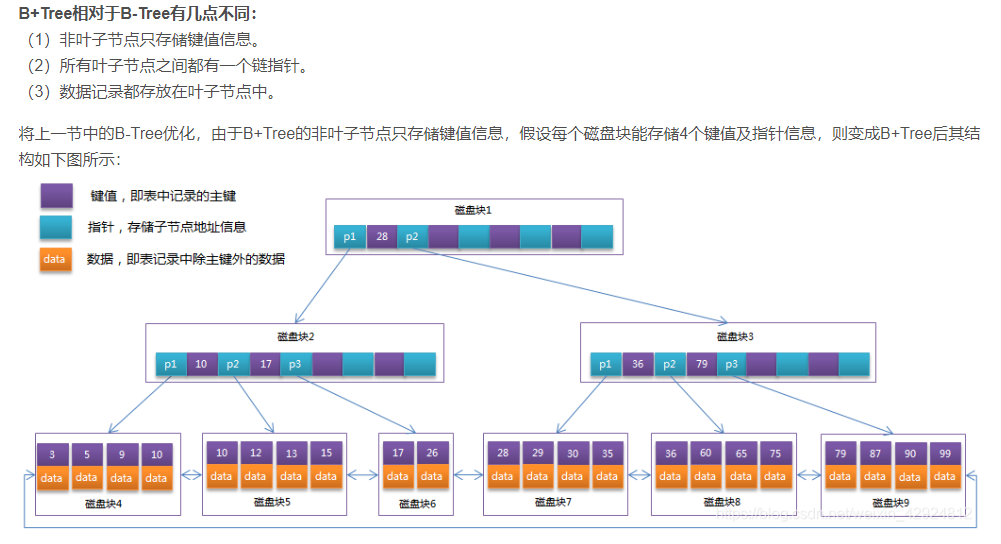 B+Tree相对于B-Tree有几点不同：
（1）非叶子节点只存储键值信息。
（2）所有叶子节点之间都有一个链指针。
（3）数据记录都存放在叶子节点中。
将上一节中的B-Tree优化，由于B+Tree的非叶子节点只存储键值信息，假设每个磁盘块能存储4个键值及指针信息，则变成B+Tree后其结
构如下图所示：
键值，即表中记录的主键
指针，存储子节点地址信息
data 数据，即表记录中除主键外的数据
磁盘块1
p1 28 p2
磁盘块2
p1 10 p2 17 p3
磁盘块3
p1 36 p2 79 p3
3 5 9 10
data data data data
磁盘块4
10 12 13 15
data data data data
磁盘块5
17 26
data data
磁盘块6
28 29 30 35
data data data data
磁盘块7
36 60 65 75
data data data data
磁盘块8
79 87 90 99
data data data data
磁盘块9